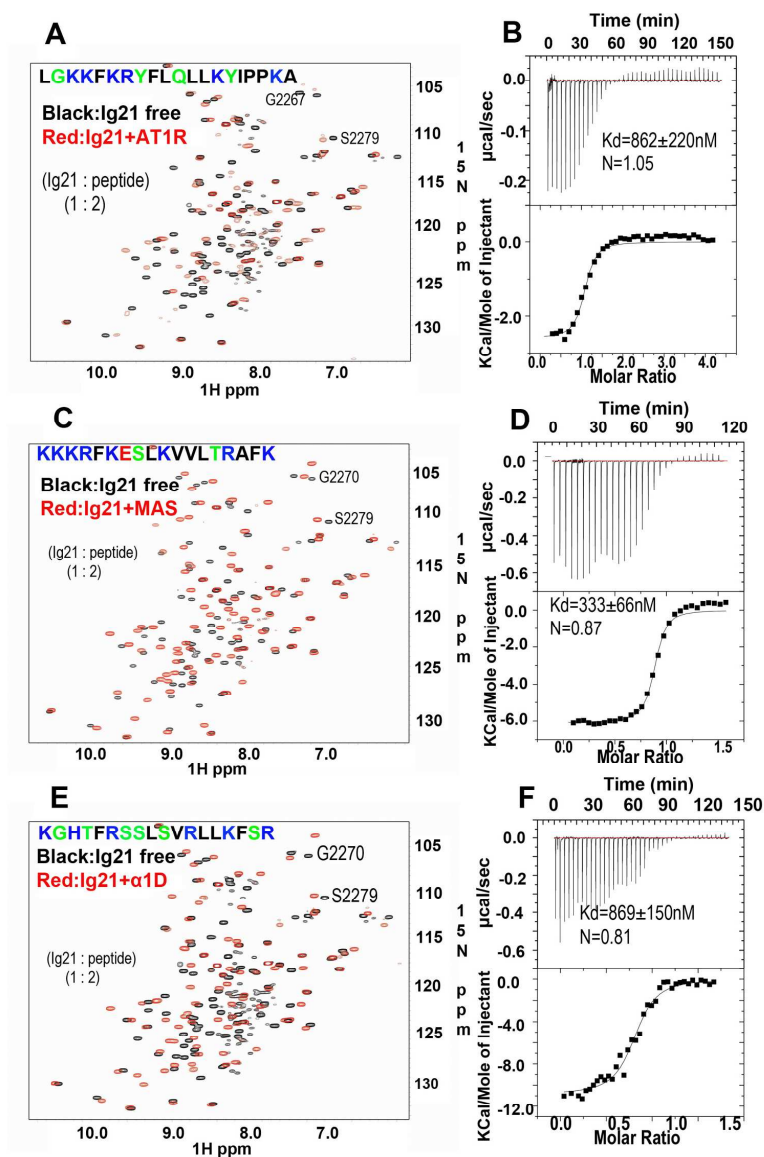 A
LGKKFKRYFLQLLKYIPPKA
Black:Ig21 free
Red:Ig21+AT1R
(Ig21 : peptide)
(1 : 2)
G2267
S2279
105
110
115
120
125
130
15N ppm
10.0 9.0 8.0 7.0
1H ppm
B
Time (min)
0 30 60 90 120 150
0.0
-0.1
-0.2
µcal/sec
Kd=862±220nM
N=1.05
0.0
-2.0
KCal/Mole of Injectant
0.0 1.0 2.0 3.0 4.0
Molar Ratio
C
KKKRFKESLKVVLTRAFK
Black:Ig21 free
Red:Ig21+MAS
(Ig21 : peptide)
(1 : 2)
G2270
S2279
105
110
115
120
125
130
15N ppm
10.0 9.0 8.0 7.0
1H ppm
D
Time (min)
0 20 40 60 80 100 120
0.0
-0.2
-0.4
-0.6
µcal/sec
Kd=333±66nM
N=0.87
0.0
-2.0
-4.0
-6.0
KCal/Mole of Injectant
0.0 0.5 1.0 1.5
Molar Ratio
E
KGHTFRSSLSVRLLKFSR
Black:Ig21 free
Red:Ig21+α1D
(Ig21 : peptide)
(1 : 2)
G2270
S2279
105
110
115
120
125
130
15N ppm
10.0 9.0 8.0 7.0
1H ppm
F
Time (min)
0 30 60 90 120 150
0.0
-0.2
-0.4
-0.6
µcal/sec
Kd=869±150nM
N=0.81
0.0
-4.0
-8.0
-12.0
KCal/Mole of Injectant
0.0 0.5 1.0 1.5
Molar Ratio